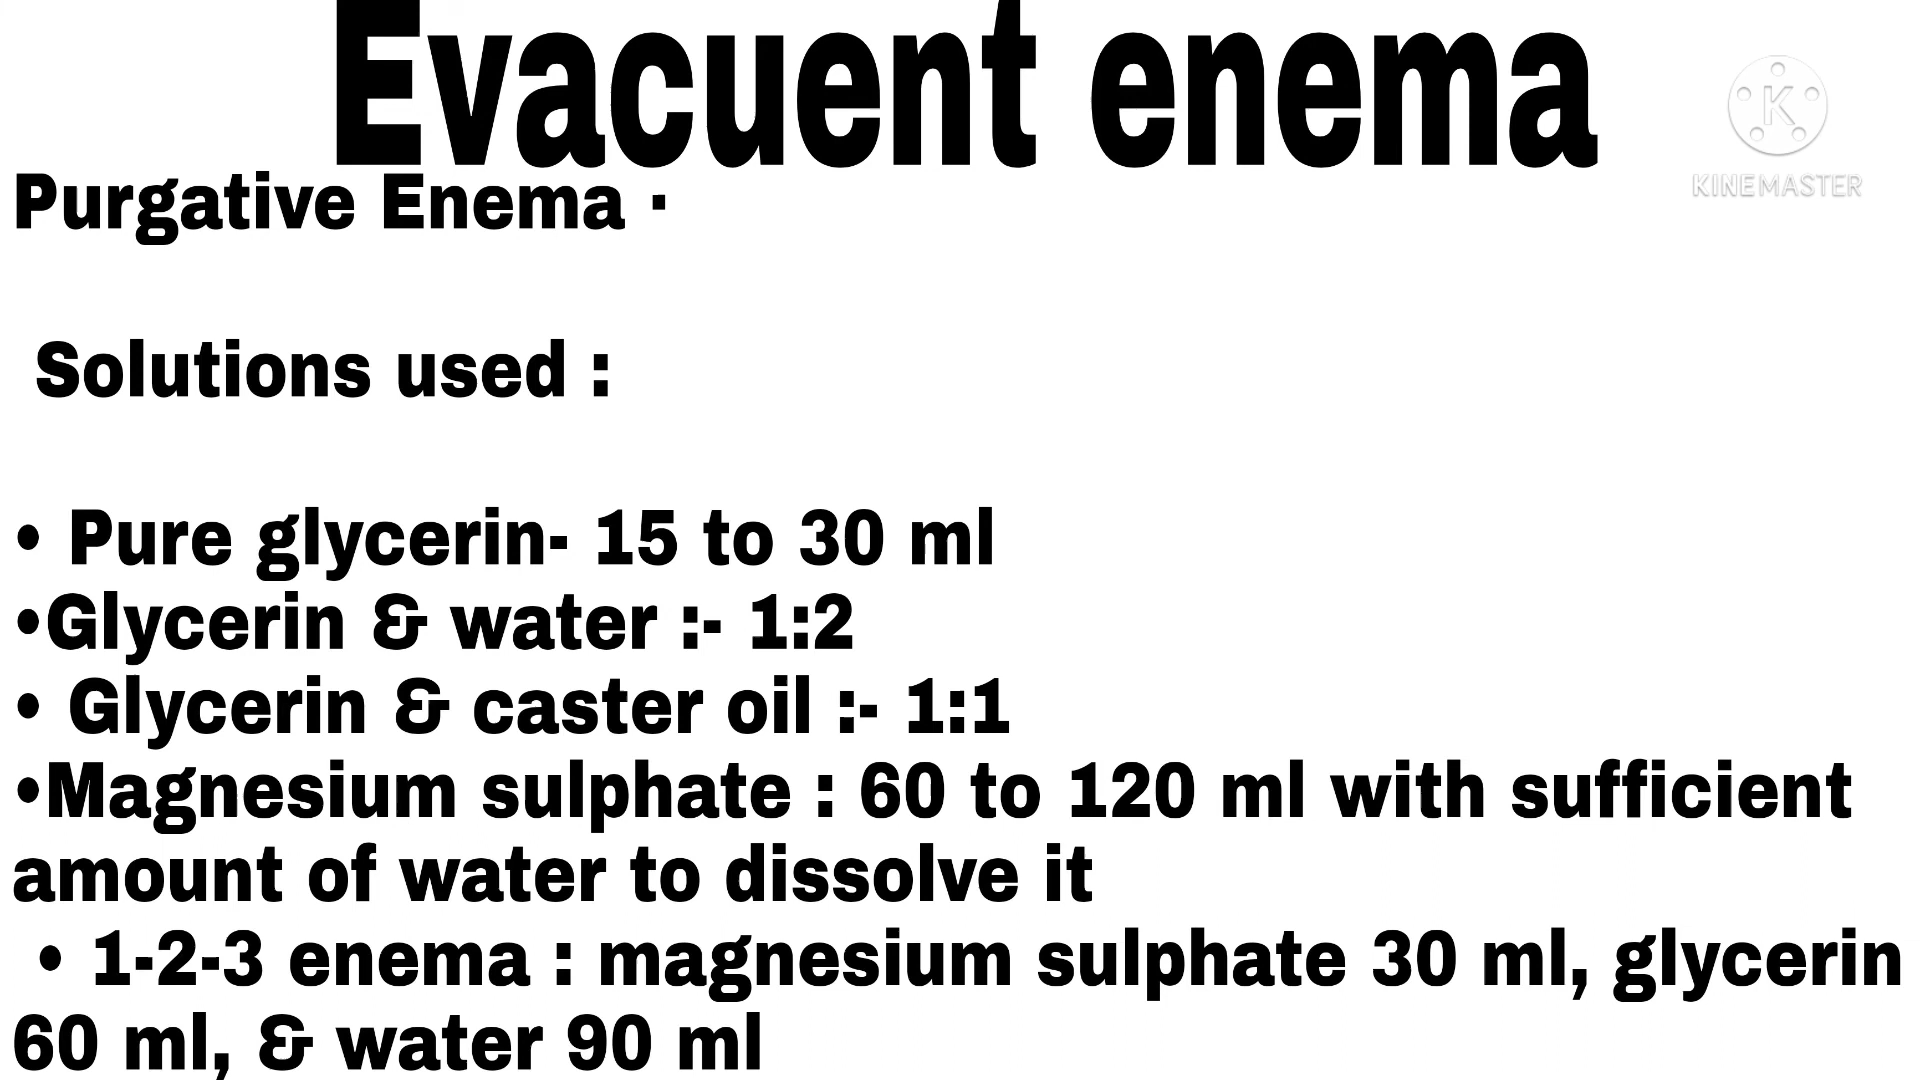 Evacuent enema
K
KINEMASTER
Purgative Enema ·
Solutions used :
• Pure glycerin- 15 to 30 ml
•Glycerin & water :- 1:2
• Glycerin & caster oil :- 1:1
•Magnesium sulphate : 60 to 120 ml with sufficient
amount of water to dissolve it
• 1-2-3 enema : magnesium sulphate 30 ml, glycerin
60 ml, & water 90 ml